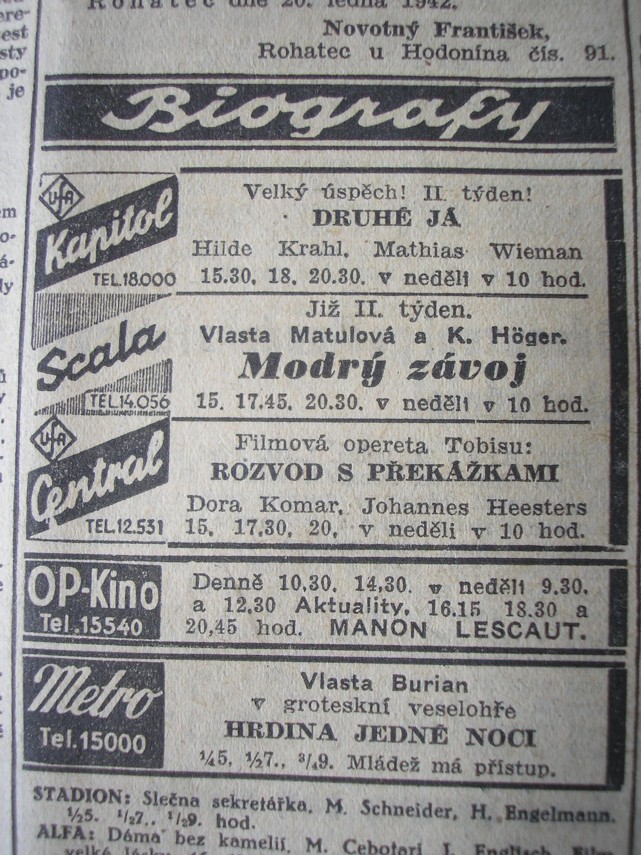 Rohatec dne 20. ledna 1942.
Novotný František,
Rohatec u Hodonína čís. 91.
Biografy
UFA
Kapitol
TEL.18.000
Velký úspěch! II. týden!
DRUHÉ JÁ
Hilde Krahl, Mathias Wieman
15.30, 18, 20.30. v neděli v 10 hod.
Scala
TEL.14.056
Již II. týden.
Vlasta Matulová a K. Höger.
Modrý závoj
15. 17.45, 20.30. v neděli v 10 hod.
UFA
Central
TEL.12.531
Filmová opereta Tobisu:
ROZVOD S PŘEKÁŽKAMI
Dora Komar, Johannes Heesters
15, 17,30, 20, v neděli v 10 hod.
OP-Kino
Tel.15540
Denně 10,30, 14,30. v neděli 9.30.
a 12,30 Aktuality, 16.15 18.30 a
20,45 hod. MANON LESCAUT.
Metro
Tel.15000
Vlasta Burian
v groteskní veselohře
HRDINA JEDNÉ NOCI
¼5, ½7., ¾9. Mládež má přístup.
STADION: Slečna sekretářka, M. Schneider, H. Engelmann.
½5. ½7., ½9. hod.
ALFA: Dáma bez kamelií, M. Cebotari, Film